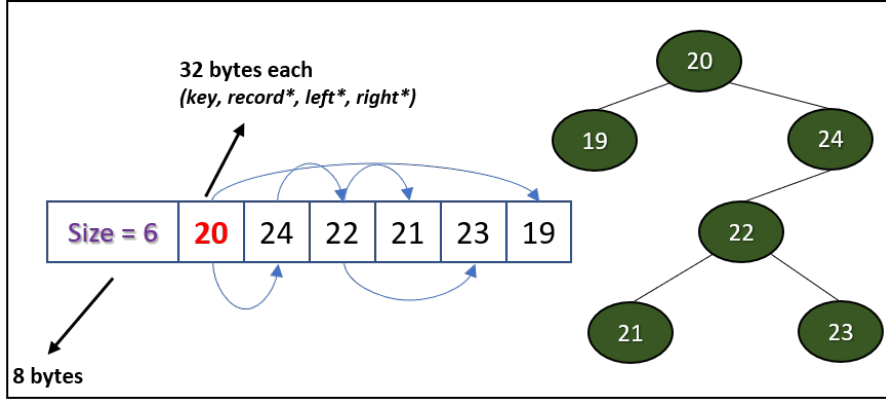 32 bytes each
(key, record*, left*, right*)
Size = 6 20 24 22 21 23 19
8 bytes
20
19 24
22
21 23